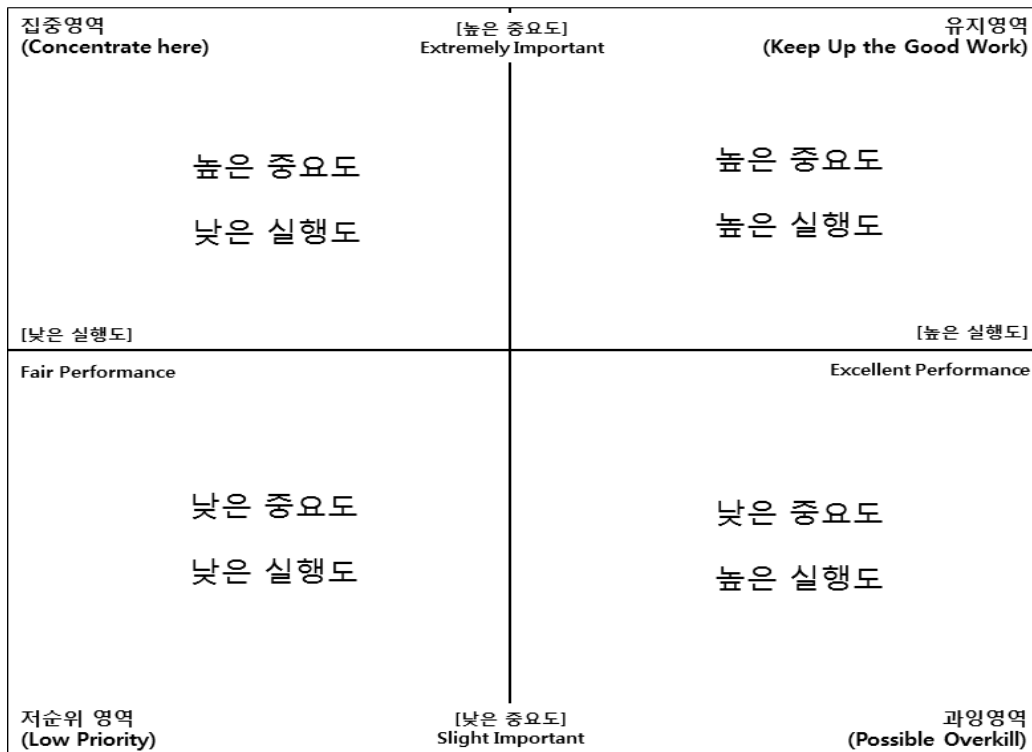 집중영역
(Concentrate here)
[높은 중요도]
Extremely Important
유지영역
(Keep Up the Good Work)
높은 중요도
낮은 실행도
높은 중요도
높은 실행도
[낮은 실행도]
[높은 실행도]
Fair Performance
Excellent Performance
낮은 중요도
낮은 실행도
낮은 중요도
높은 실행도
저순위 영역
(Low Priority)
[낮은 중요도]
Slight Important
과잉영역
(Possible Overkill)